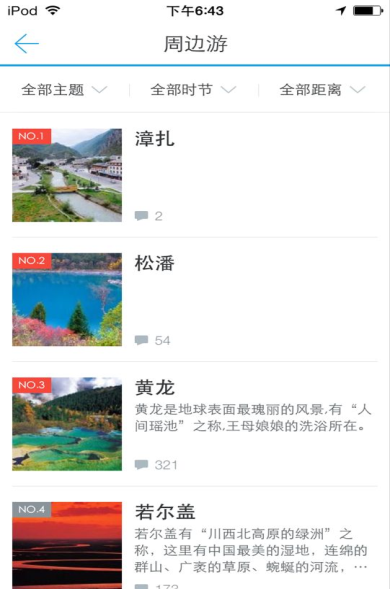 iPod 下午6:43
周边游
全部主题 全部时节 全部距离
NO.1 漳扎
2
NO.2 松潘
54
NO.3 黄龙
黄龙是地球表面最瑰丽的风景,有“人
间瑶池”之称,王母娘娘的洗浴所在。
321
NO.4 若尔盖
若尔盖有“川西北高原的绿洲”之
称，这里有中国最美的湿地，连绵的
群山、广袤的草原、蜿蜒的河流，…